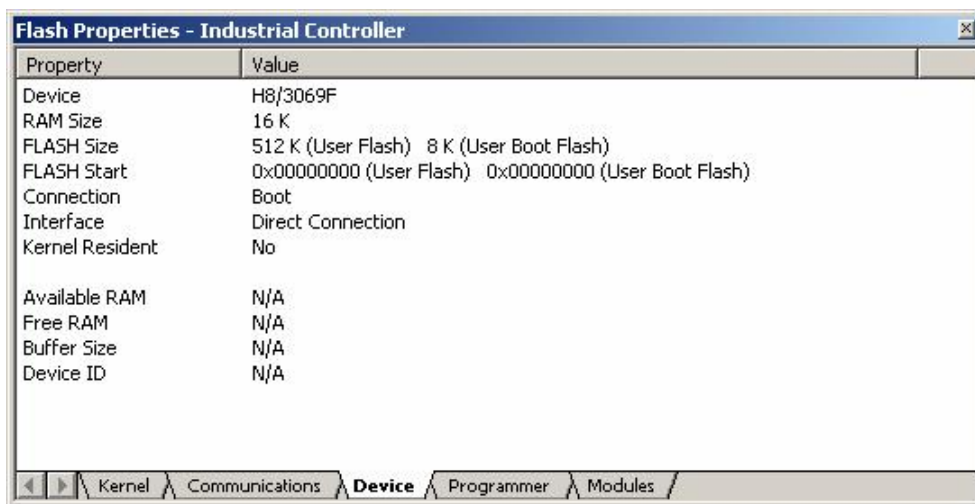 Flash Properties - Industrial Controller
Property Value
Device H8/3069F
RAM Size 16 K
FLASH Size 512 K (User Flash) 8 K (User Boot Flash)
FLASH Start 0x00000000 (User Flash) 0x00000000 (User Boot Flash)
Connection Boot
Interface Direct Connection
Kernel Resident No
Available RAM N/A
Free RAM N/A
Buffer Size N/A
Device ID N/A
Kernel Communications Device Programmer Modules